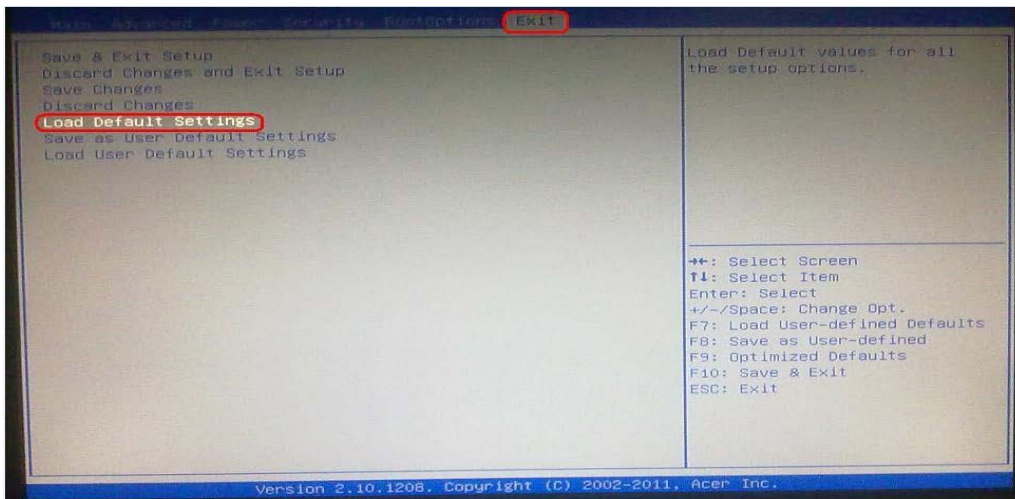 Main Advanced Power Security BootOptions Exit
Save & Exit Setup
Discard Changes and Exit Setup
Save Changes
Discard Changes
Load Default Settings
Save as User Default Settings
Load User Default Settings
Load Default values for all
the setup options.
→←: Select Screen
↑↓: Select Item
Enter: Select
+/-/Space: Change Opt.
F7: Load User-defined Defaults
F8: Save as User-defined
F9: Optimized Defaults
F10: Save & Exit
ESC: Exit
Version 2.10.1208. Copyright (C) 2002-2011, Acer Inc.